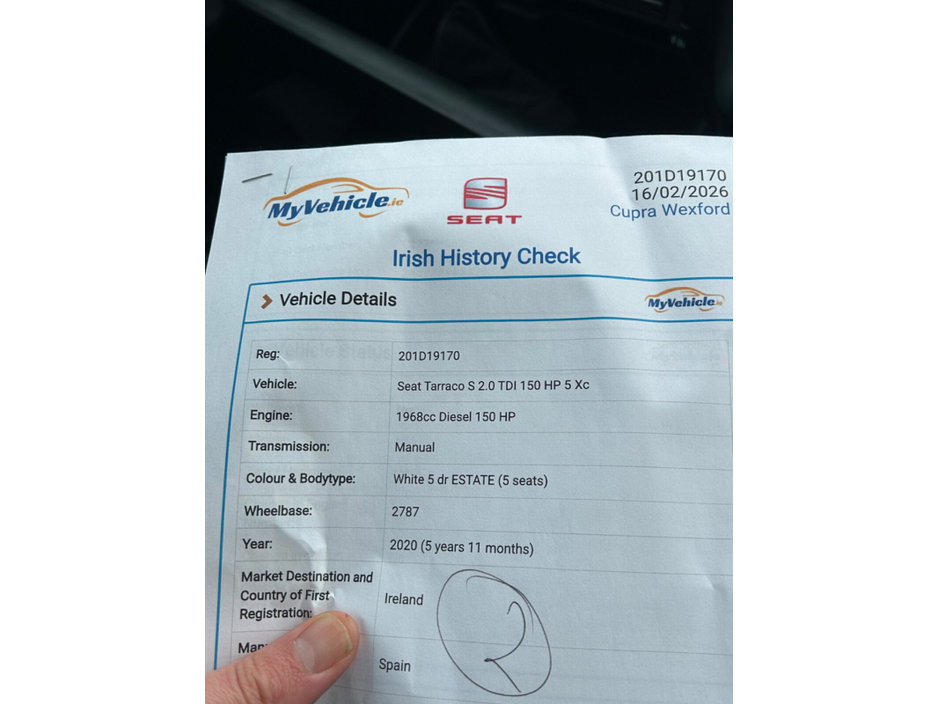 MyVehicle.ie
SEAT
201D19170
16/02/2026
Cupra Wexford
Irish History Check
Vehicle Details
MyVehicle.ie
Reg: 201D19170
Vehicle: Seat Tarraco S 2.0 TDI 150 HP 5 Xc
Engine: 1968cc Diesel 150 HP
Transmission: Manual
Colour & Bodytype: White 5 dr ESTATE (5 seats)
Wheelbase: 2787
Year: 2020 (5 years 11 months)
Market Destination and
Country of First
Registration: Ireland
2
Spain